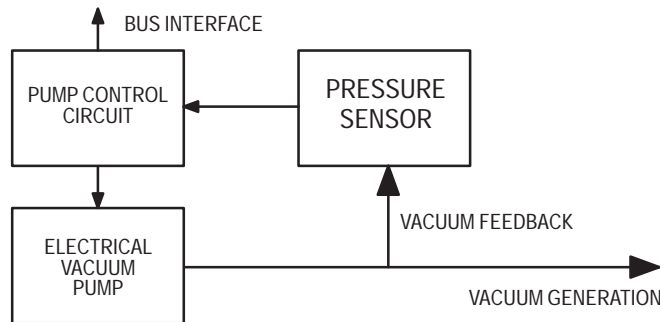 BUS INTERFACE
PUMP CONTROL
CIRCUIT
PRESSURE
SENSOR
VACUUM FEEDBACK
ELECTRICAL
VACUUM
PUMP
VACUUM GENERATION